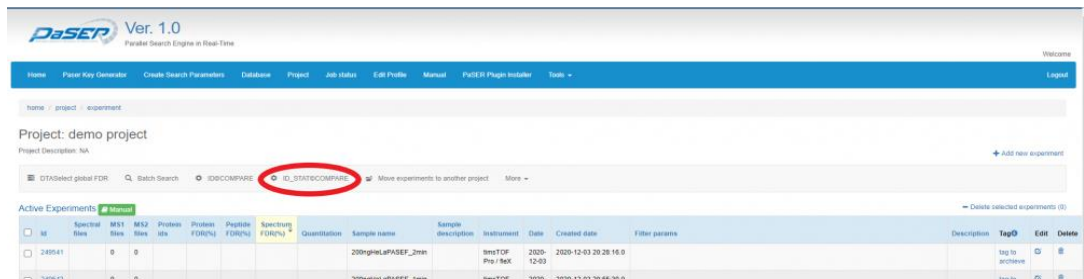 PaSER Ver. 1.0
Parallel Search Engine in Real-Time
Welcome
Home Paser Key Generator Create Search Parameters Database Project Job status Edit Profile Manual PaSER Plugin Installer Tools Logout
home / project / experiment
Project: demo project
Project Description: NA
+ Add new experiment
DTASelect global FDR Batch Search IDBCOMPARE ID_STATBCOMPARE Move experiments to another project More
Active Experiments Manual
− Delete selected experiments (0)
Id Spectral files MS1 files MS2 files Protein ids Protein FDR(%) Peptide FDR(%) Spectrum FDR(%) Quantitation Sample name Sample description Instrument Date Created date Filter params Description Tag Edit Delete
249541 0 0 200ngHeLaPASEF_2min timsTOF Pro / fleX 2020-12-03 2020-12-03 20:28:16.0 tag to archieve